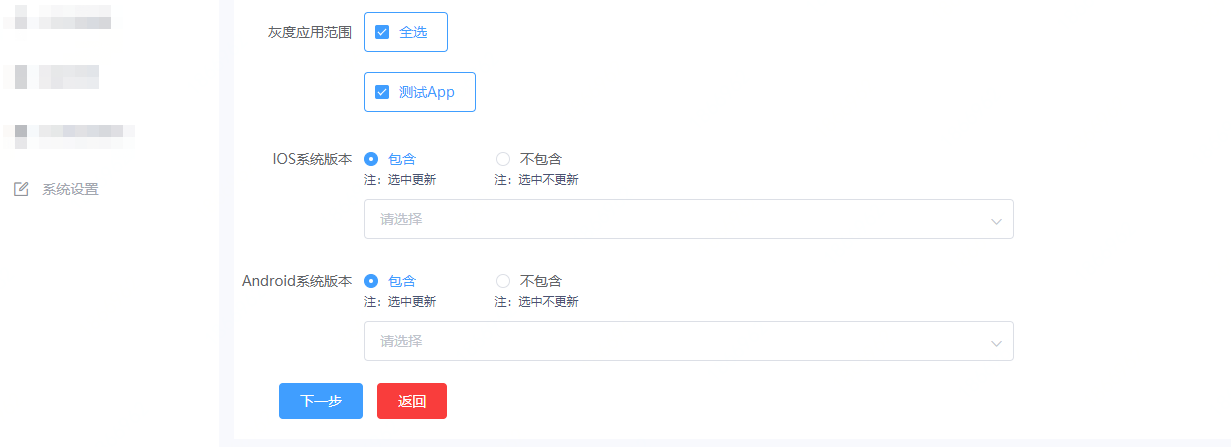 灰度应用范围 全选
测试App
IOS系统版本 包含 不包含
注：选中更新 注：选中不更新
系统设置
请选择
Android系统版本 包含 不包含
注：选中更新 注：选中不更新
请选择
下一步 返回